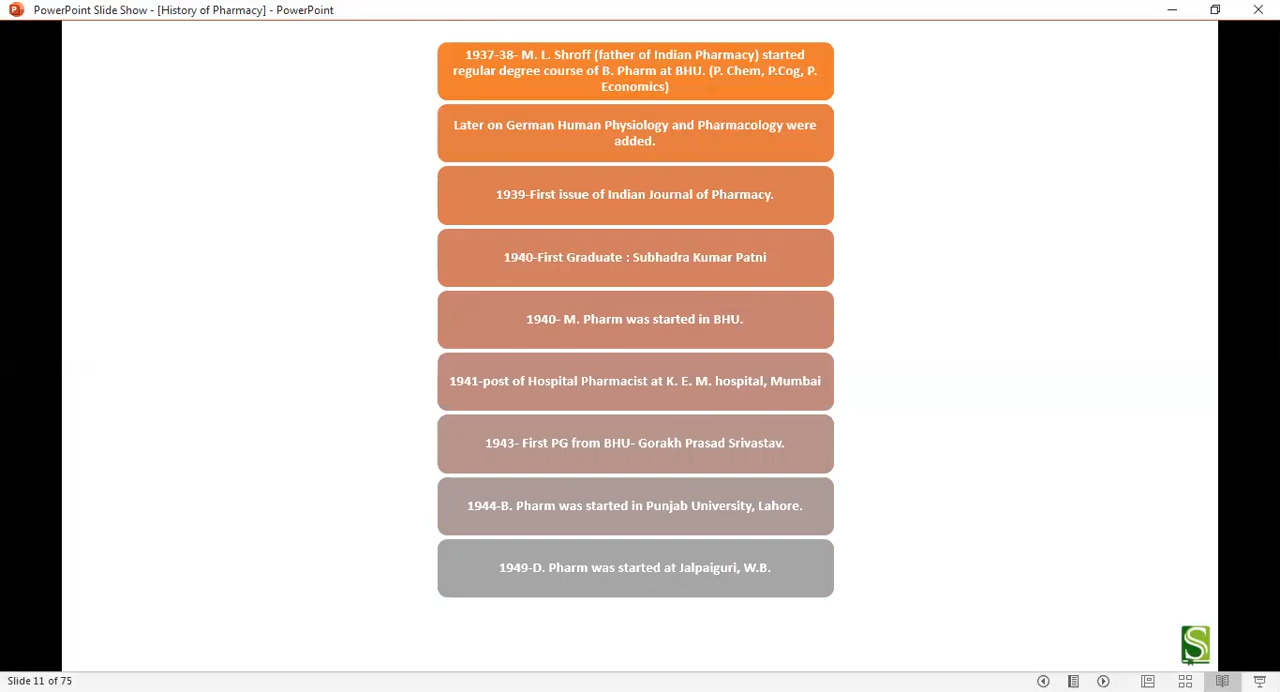 PowerPoint Slide Show - [History of Pharmacy] - PowerPoint
1937-38- M. L. Shroff (father of Indian Pharmacy) started
regular degree course of B. Pharm at BHU. (P. Chem, P.Cog, P.
Economics)
Later on German Human Physiology and Pharmacology were
added.
1939-First issue of Indian Journal of Pharmacy.
1940-First Graduate : Subhadra Kumar Patni
1940- M. Pharm was started in BHU.
1941-post of Hospital Pharmacist at K. E. M. hospital, Mumbai
1943- First PG from BHU- Gorakh Prasad Srivastav.
1944-B. Pharm was started in Punjab University, Lahore.
1949-D. Pharm was started at Jalpaiguri, W.B.
S
Slide 11 of 75